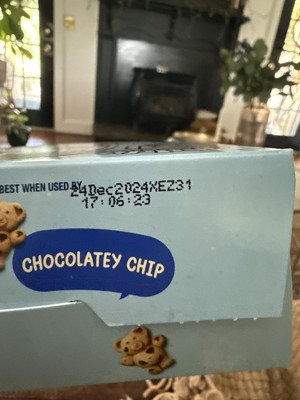 BEST WHEN USED BY 24Dec2024XEZ31
17:06:23
CHOCOLATEY CHIP